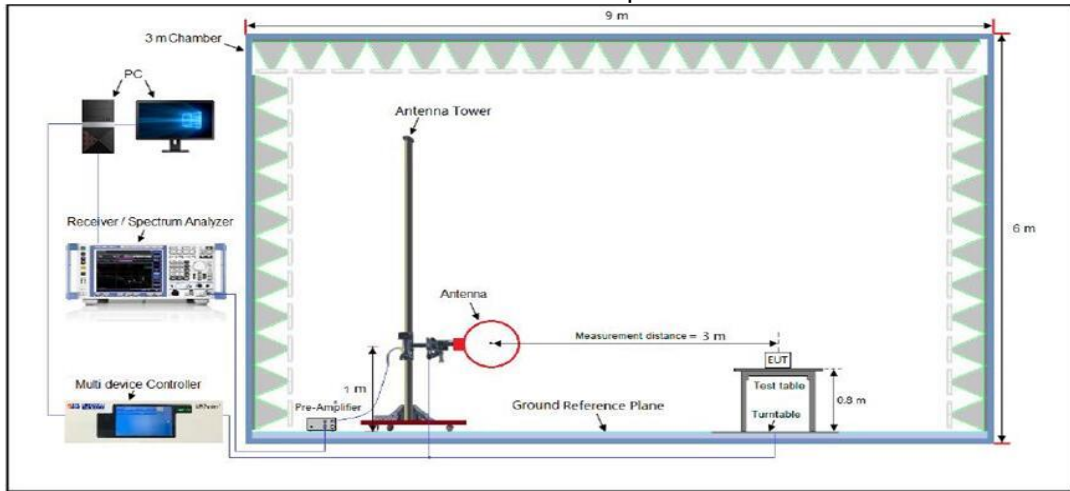 9 m
3 m Chamber
PC
Antenna Tower
Receiver / Spectrum Analyzer
6 m
Antenna
Measurement distance = 3 m
EUT
Multi device Controller
1 m
Test table
0.8 m
Pre-Amplifier
Ground Reference Plane
Turntable